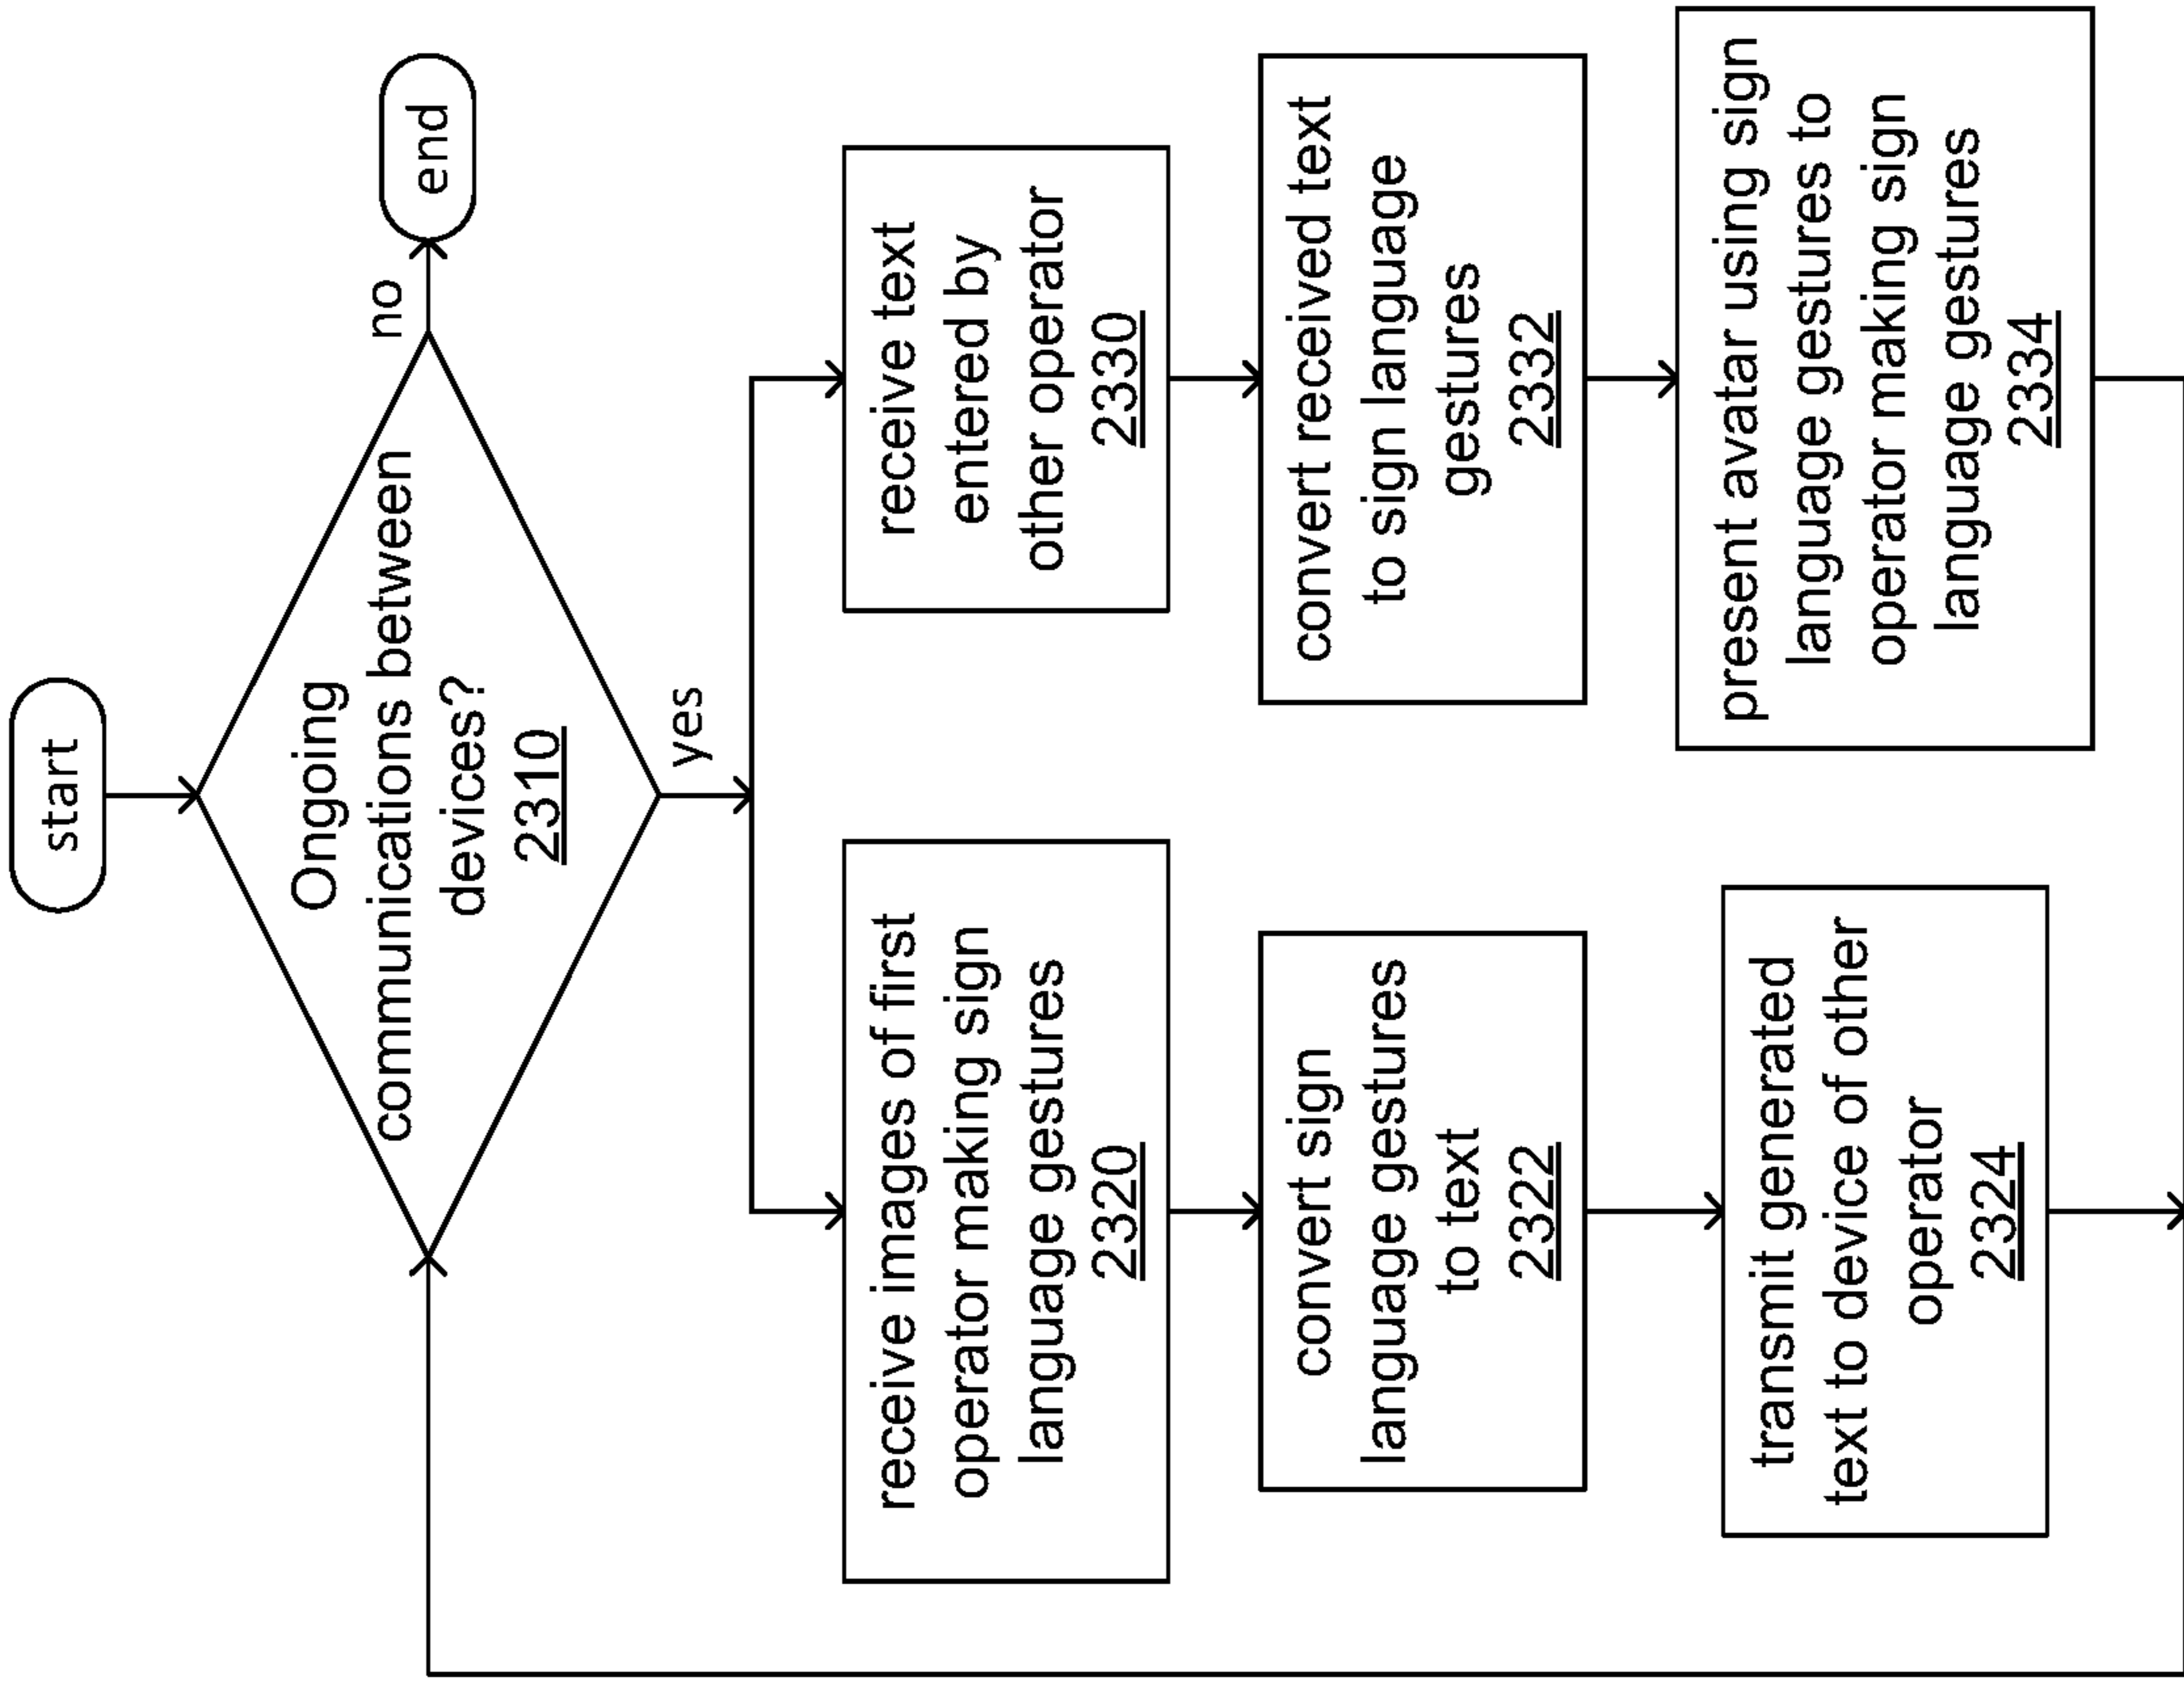 start
Ongoing
communications between
devices?
2310
no
end
yes
receive images of first
operator making sign
language gestures
2320
convert sign
language gestures
to text
2322
transmit generated
text to device of other
operator
2324
receive text
entered by
other operator
2330
convert received text
to sign language
gestures
2332
present avatar using sign
language gestures to
operator making sign
language gestures
2334